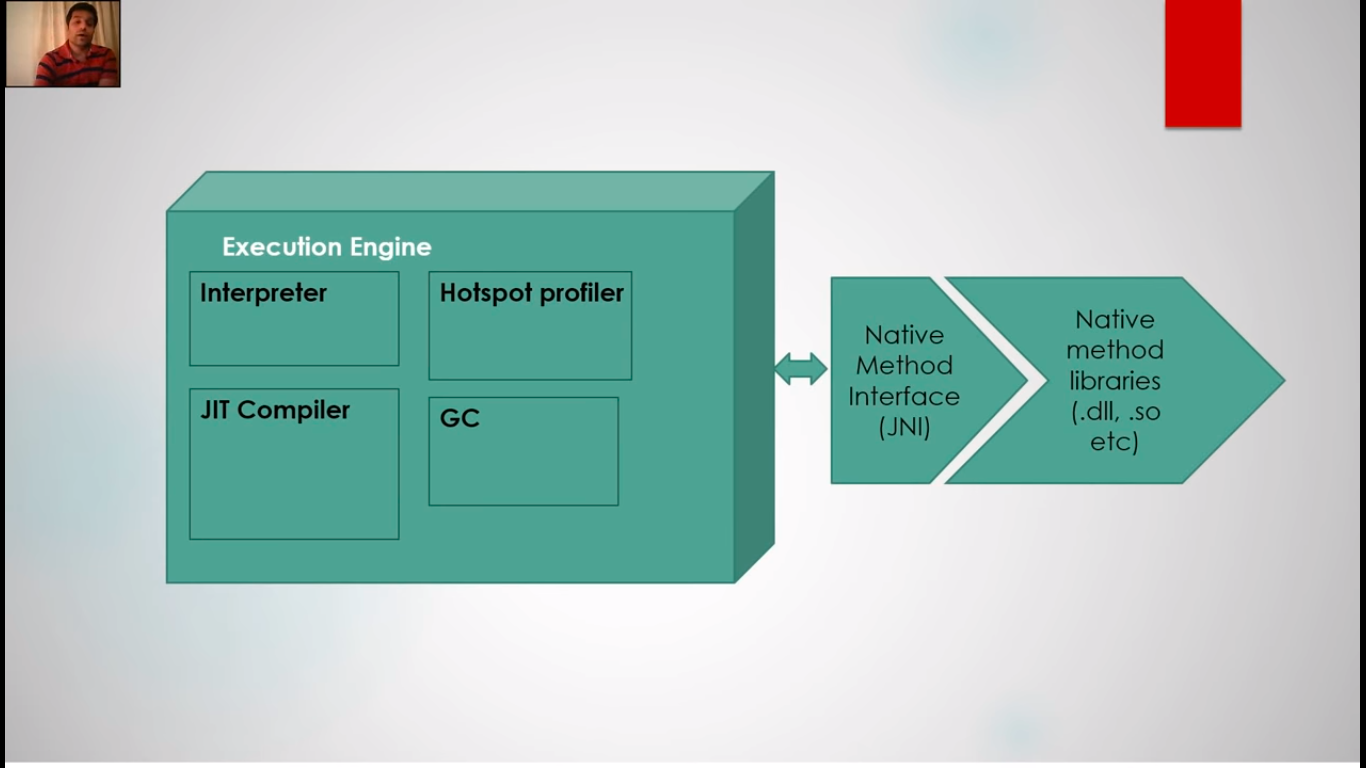 Execution Engine
Interpreter
Hotspot profiler
JIT Compiler
GC
Native
Method
Interface
(JNI)
Native
method
libraries
(.dll, .so
etc)